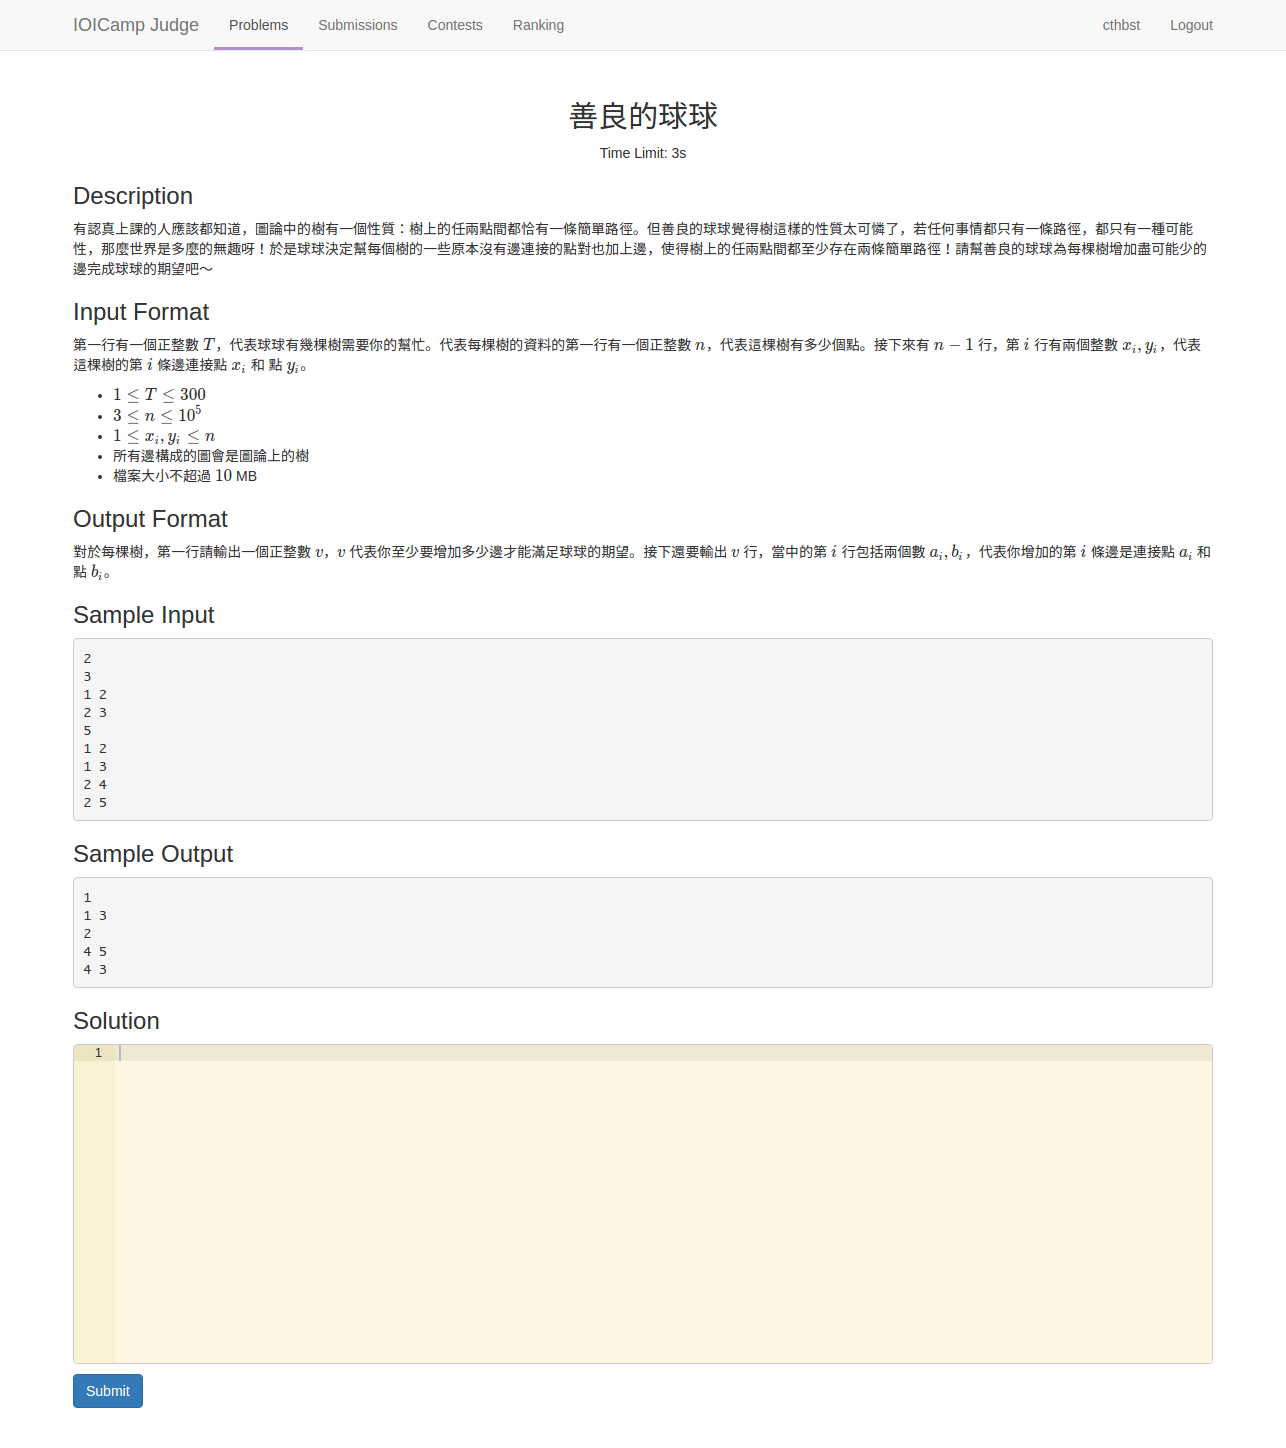 IOICamp Judge Problems Submissions Contests Ranking cthbst Logout
善良的球球
Time Limit: 3s
Description
有認真上課的人應該都知道，圖論中的樹有一個性質：樹上的任兩點間都恰有一條簡單路徑。但善良的球球覺得樹這樣的性質太可憐了，若任何事情都只有一條路徑，都只有一種可能
性，那麼世界是多麼的無趣呀！於是球球決定幫每個樹的一些原本沒有邊連接的點對也加上邊，使得樹上的任兩點間都至少存在兩條簡單路徑！請幫善良的球球為每棵樹增加盡可能少的
邊完成球球的期望吧～
Input Format
第一行有一個正整數 T，代表球球有幾棵樹需要你的幫忙。代表每棵樹的資料的第一行有一個正整數 n，代表這棵樹有多少個點。接下來有 n − 1 行，第 i 行有兩個整數 x_i, y_i，代表
這棵樹的第 i 條邊連接點 x_i 和 點 y_i。
• 1 ≤ T ≤ 300
• 3 ≤ n ≤ 10^5
• 1 ≤ x_i, y_i ≤ n
• 所有邊構成的圖會是圖論上的樹
• 檔案大小不超過 10 MB
Output Format
對於每棵樹，第一行請輸出一個正整數 v，v 代表你至少要增加多少邊才能滿足球球的期望。接下還要輸出 v 行，當中的第 i 行包括兩個數 a_i, b_i，代表你增加的第 i 條邊是連接點 a_i 和
點 b_i。
Sample Input
2
3
1 2
2 3
5
1 2
1 3
2 4
2 5
Sample Output
1
1 3
2
4 5
4 3
Solution
1
Submit